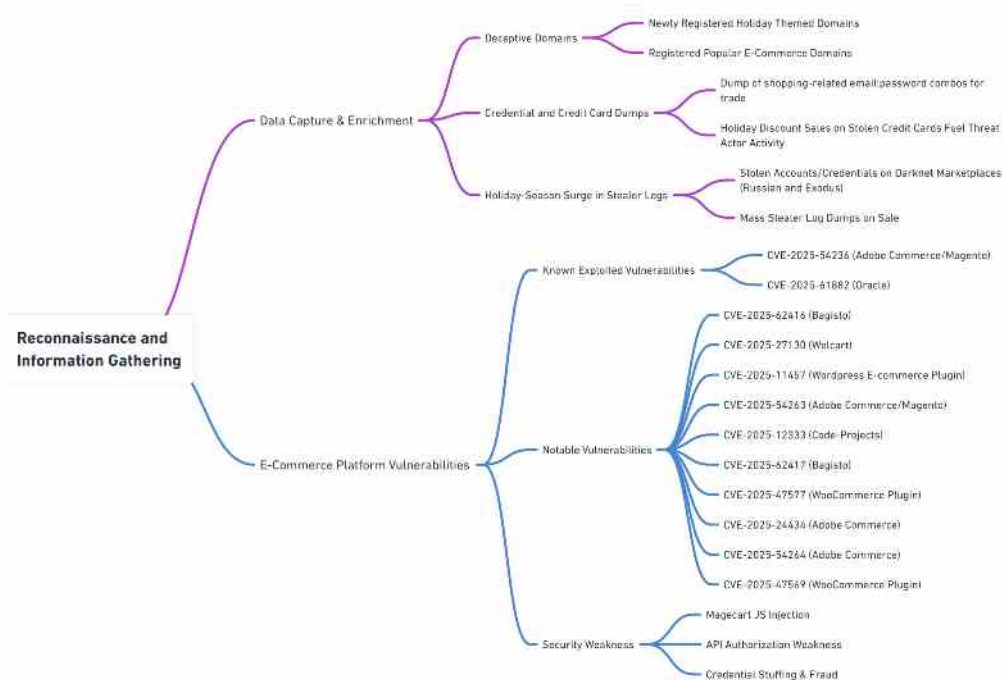 Reconnaissance and
Information Gathering
Data Capture & Enrichment
Deceptive Domains
Newly Registered Holiday Themed Domains
Registered Popular E-Commerce Domains
Credential and Credit Card Dumps
Dump of shopping-related email:password combos for
trade
Holiday Discount Sales on Stolen Credit Cards Fuel Threat
Actor Activity
Holiday-Season Surge in Stealer Logs
Stolen Accounts/Credentials on Darknet Marketplaces
(Russian and Exodus)
Mass Stealer Log Dumps on Sale
E-Commerce Platform Vulnerabilities
Known Exploited Vulnerabilities
CVE-2025-54236 (Adobe Commerce/Magento)
CVE-2025-61882 (Oracle)
Notable Vulnerabilities
CVE-2025-62416 (Bagisto)
CVE-2025-27130 (Welcart)
CVE-2025-11457 (Wordpress E-commerce Plugin)
CVE-2025-54263 (Adobe Commerce/Magento)
CVE-2025-12333 (Code-Projects)
CVE-2025-62417 (Bagisto)
CVE-2025-47577 (WooCommerce Plugin)
CVE-2025-24434 (Adobe Commerce)
CVE-2025-54264 (Adobe Commerce)
CVE-2025-47569 (WooCommerce Plugin)
Security Weakness
Magecart JS Injection
API Authorization Weakness
Credential Stuffing & Fraud